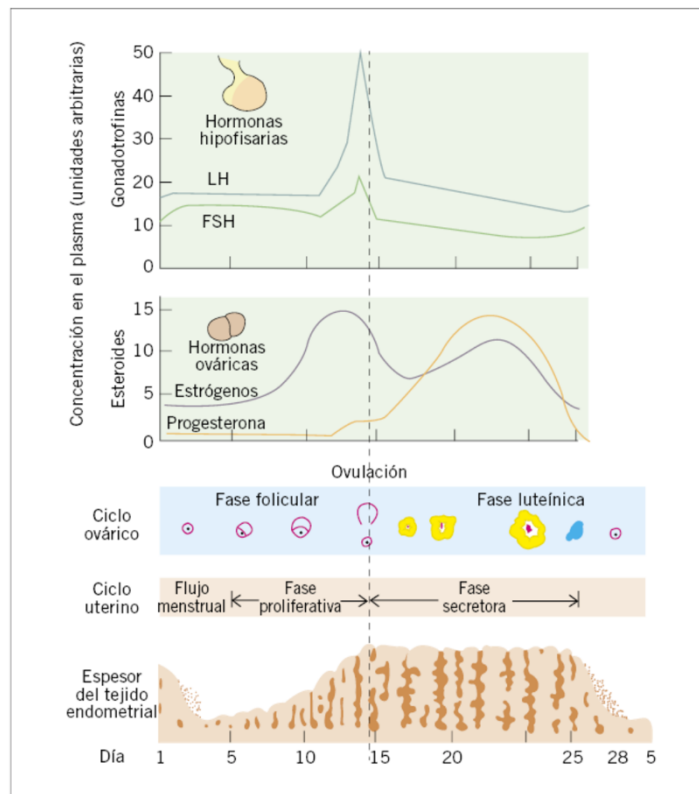 Concentración en el plasma (unidades arbitrarias)
Gonadotrofinas
50
40
30
20
10
0
Hormonas
hipofisarias
LH
FSH
Esteroides
15
10
5
0
Hormonas
ováricas
Estrógenos
Progesterona
Ovulación
Ciclo
ovárico
Fase folicular
Fase luteínica
Ciclo
uterino
Flujo
menstrual
Fase
proliferativa
Fase
secretora
Espesor
del tejido
endometrial
Día
1 5 10 15 20 25 28 5